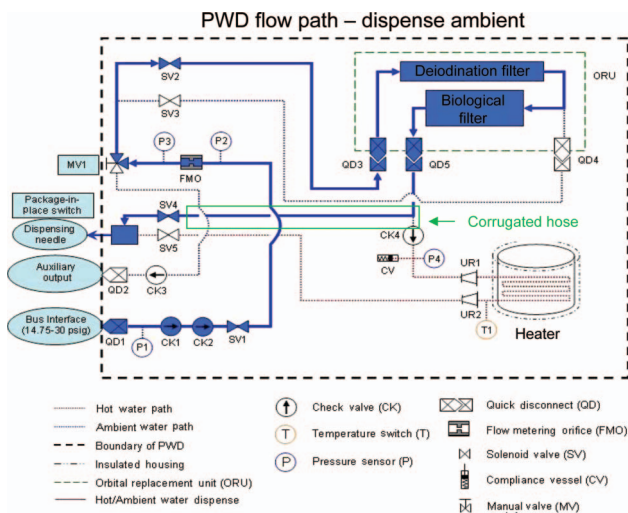 PWD flow path – dispense ambient
SV2
Deiodination filter
ORU
SV3
Biological
filter
P3
P2
MV1
FMO
QD3
QD5
QD4
Package-in-
place switch
SV4
Dispensing
needle
SV5
Corrugated hose
CK4
CV
P4
UR1
Auxiliary
output
QD2
CK3
UR2
Heater
T1
Bus Interface
(14.75-30 psig)
QD1
P1
CK1
CK2
SV1
Hot water path
Ambient water path
Boundary of PWD
Insulated housing
Orbital replacement unit (ORU)
Hot/Ambient water dispense
Check valve (CK)
T
Temperature switch (T)
P
Pressure sensor (P)
Quick disconnect (QD)
Flow metering orifice (FMO)
Solenoid valve (SV)
Compliance vessel (CV)
Manual valve (MV)